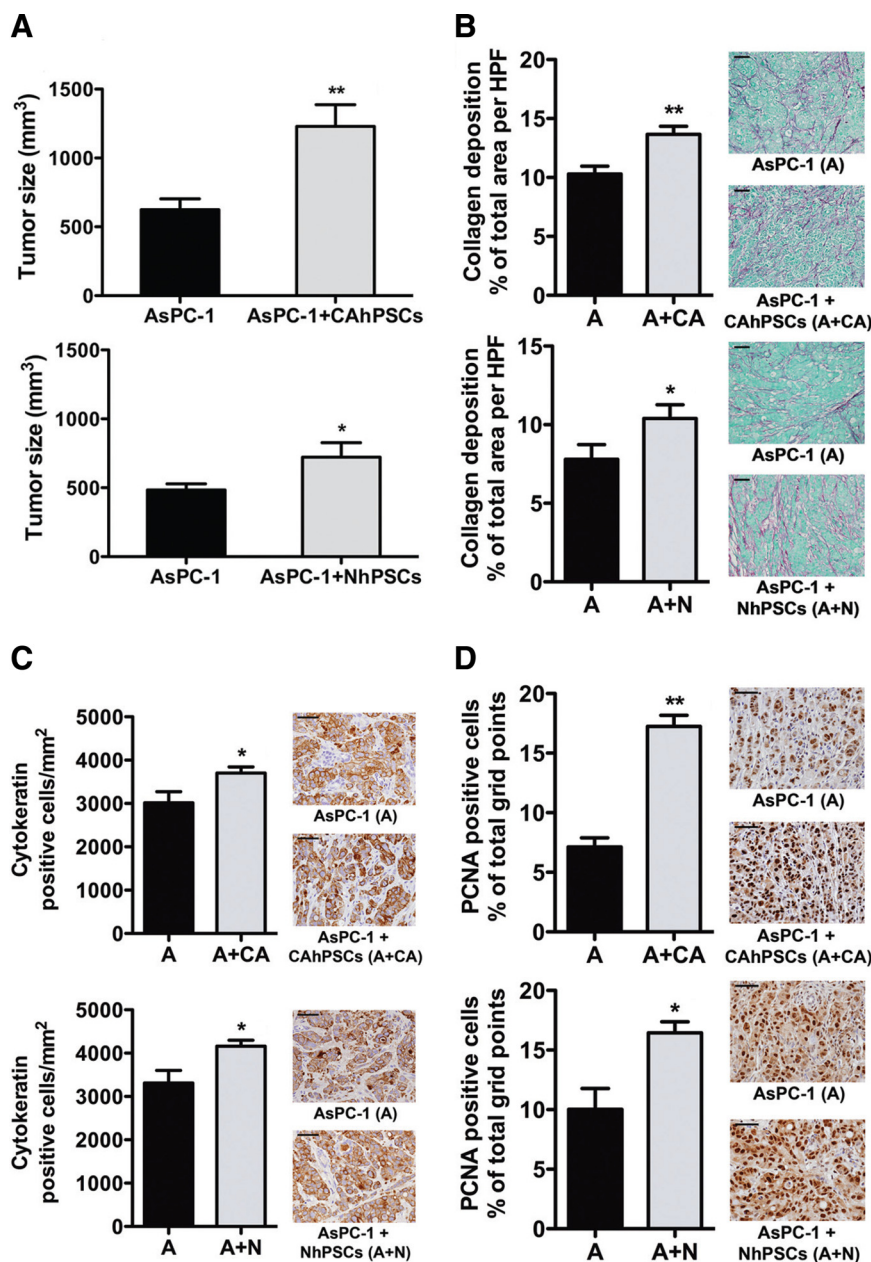 A
Tumor size (mm³)
1500
1000
500
0
**
AsPC-1
AsPC-1+CAhPSCs
Tumor size (mm³)
1500
1000
500
0
*
AsPC-1
AsPC-1+NhPSCs
B
Collagen deposition
% of total area per HPF
20
15
10
5
0
**
A
A+CA
AsPC-1 (A)
AsPC-1 +
CAhPSCs (A+CA)
Collagen deposition
% of total area per HPF
15
10
5
0
*
A
A+N
AsPC-1 (A)
AsPC-1 +
NhPSCs (A+N)
C
Cytokeratin
positive cells/mm²
5000
4000
3000
2000
1000
0
*
A
A+CA
AsPC-1 (A)
AsPC-1 +
CAhPSCs (A+CA)
Cytokeratin
positive cells/mm²
5000
4000
3000
2000
1000
0
*
A
A+N
AsPC-1 (A)
AsPC-1 +
NhPSCs (A+N)
D
PCNA positive cells
% of total grid points
20
15
10
5
0
**
A
A+CA
AsPC-1 (A)
AsPC-1 +
CAhPSCs (A+CA)
PCNA positive cells
% of total grid points
20
15
10
5
0
*
A
A+N
AsPC-1 (A)
AsPC-1 +
NhPSCs (A+N)